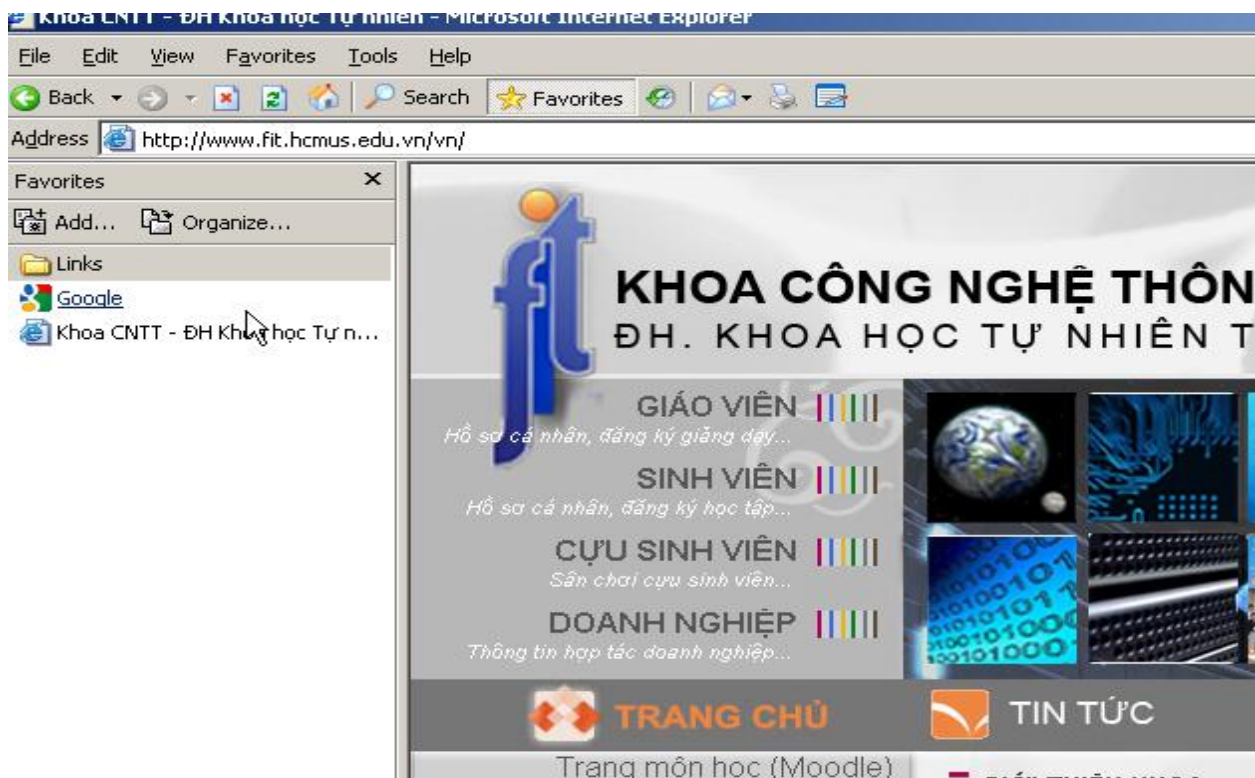 Khoa CNTT - ĐH Khoa học Tự nhiên - Microsoft Internet Explorer
File Edit View Favorites Tools Help
Back Search Favorites
Address http://www.fit.hcmus.edu.vn/vn/
Favorites
Add... Organize...
Links
Google
Khoa CNTT - ĐH Khoa học Tự n...
fit
KHOA CÔNG NGHỆ THÔN
ĐH. KHOA HỌC TỰ NHIÊN T
GIÁO VIÊN
Hồ sơ cá nhân, đăng ký giảng dạy...
SINH VIÊN
Hồ sơ cá nhân, đăng ký học tập...
CỰU SINH VIÊN
Sân chơi cựu sinh viên...
DOANH NGHIỆP
Thông tin hợp tác doanh nghiệp...
TRANG CHỦ
TIN TỨC
Trang môn học (Moodle)
GIỚI THIỆU KHOA